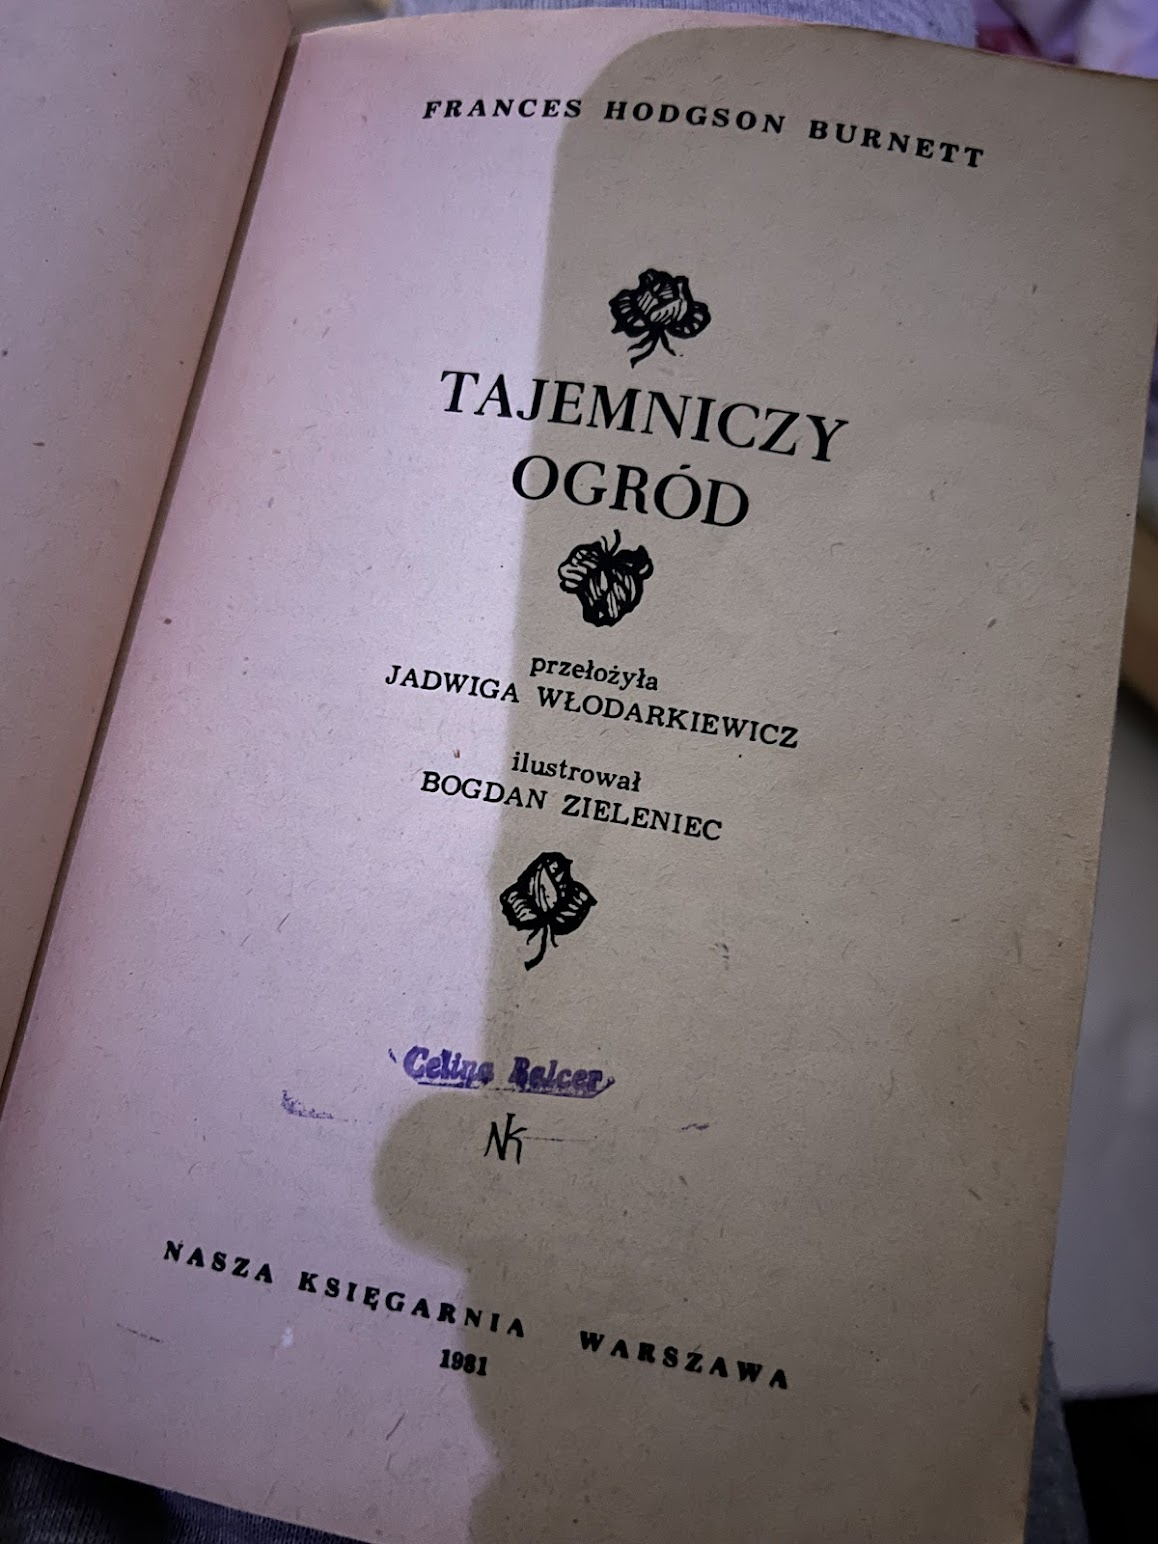 FRANCES HODGSON BURNETT
TAJEMNICZY
OGRÓD
przełożyła
JADWIGA WŁODARKIEWICZ
ilustrował
BOGDAN ZIELENIEC
Celina Balcer
NK
NASZA KSIĘGARNIA WARSZAWA
1981